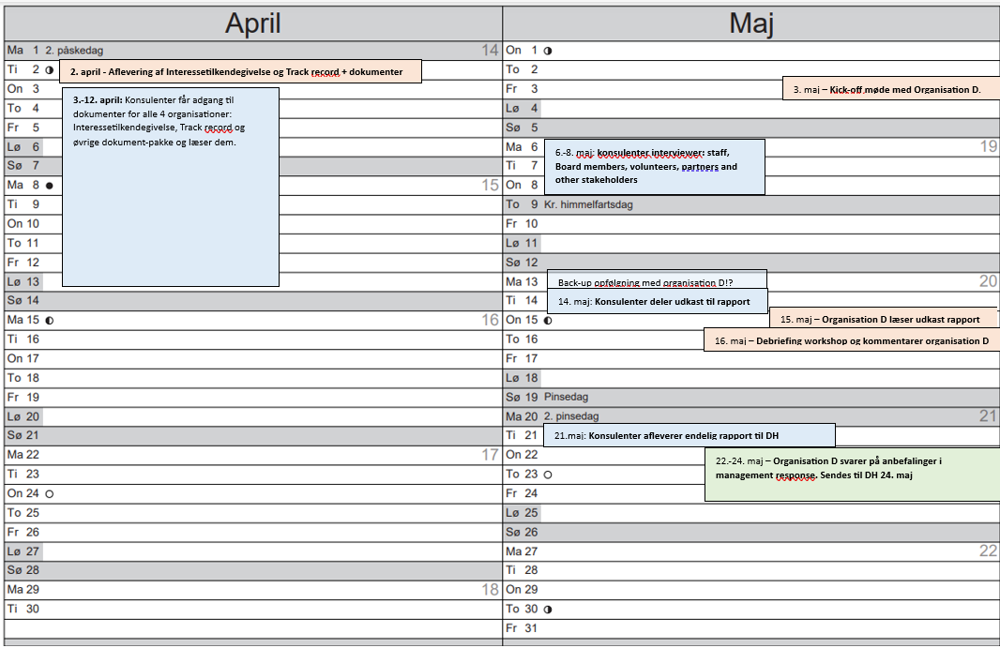 April
Ma 1 2. påskedag 14
Ti 2
2. april - Aflevering af Interessetilkendegivelse og Track record + dokumenter
On 3
3.-12. april: Konsulenter får adgang til
dokumenter for alle 4 organisationer:
Interessetilkendegivelse, Track record og
øvrige dokument-pakke og læser dem.
To 4
Fr 5
Lø 6
Sø 7
Ma 8 15
Ti 9
On 10
To 11
Fr 12
Lø 13
Sø 14
Ma 15 16
Ti 16
On 17
To 18
Fr 19
Lø 20
Sø 21
Ma 22 17
Ti 23
On 24
To 25
Fr 26
Lø 27
Sø 28
Ma 29 18
Ti 30
Maj
On 1
To 2
Fr 3
3. maj – Kick-off møde med Organisation D.
Lø 4
Sø 5
Ma 6 19
6.-8. maj: konsulenter interviewer: staff,
Board members, volunteers, partners and
other stakeholders
Ti 7
On 8
To 9 Kr. himmelfartsdag
Fr 10
Lø 11
Sø 12
Ma 13 20
Back-up opfølgning med organisation D!?
Ti 14
14. maj: Konsulenter deler udkast til rapport
On 15
15. maj – Organisation D læser udkast rapport
To 16
16. maj – Debriefing workshop og kommentarer organisation D
Fr 17
Lø 18
Sø 19 Pinsedag
Ma 20 2. pinsedag 21
Ti 21
21.maj: Konsulenter afleverer endelig rapport til DH
On 22
22.-24. maj – Organisation D svarer på anbefalinger i
management response. Sendes til DH 24. maj
To 23
Fr 24
Lø 25
Sø 26
Ma 27 22
Ti 28
On 29
To 30
Fr 31